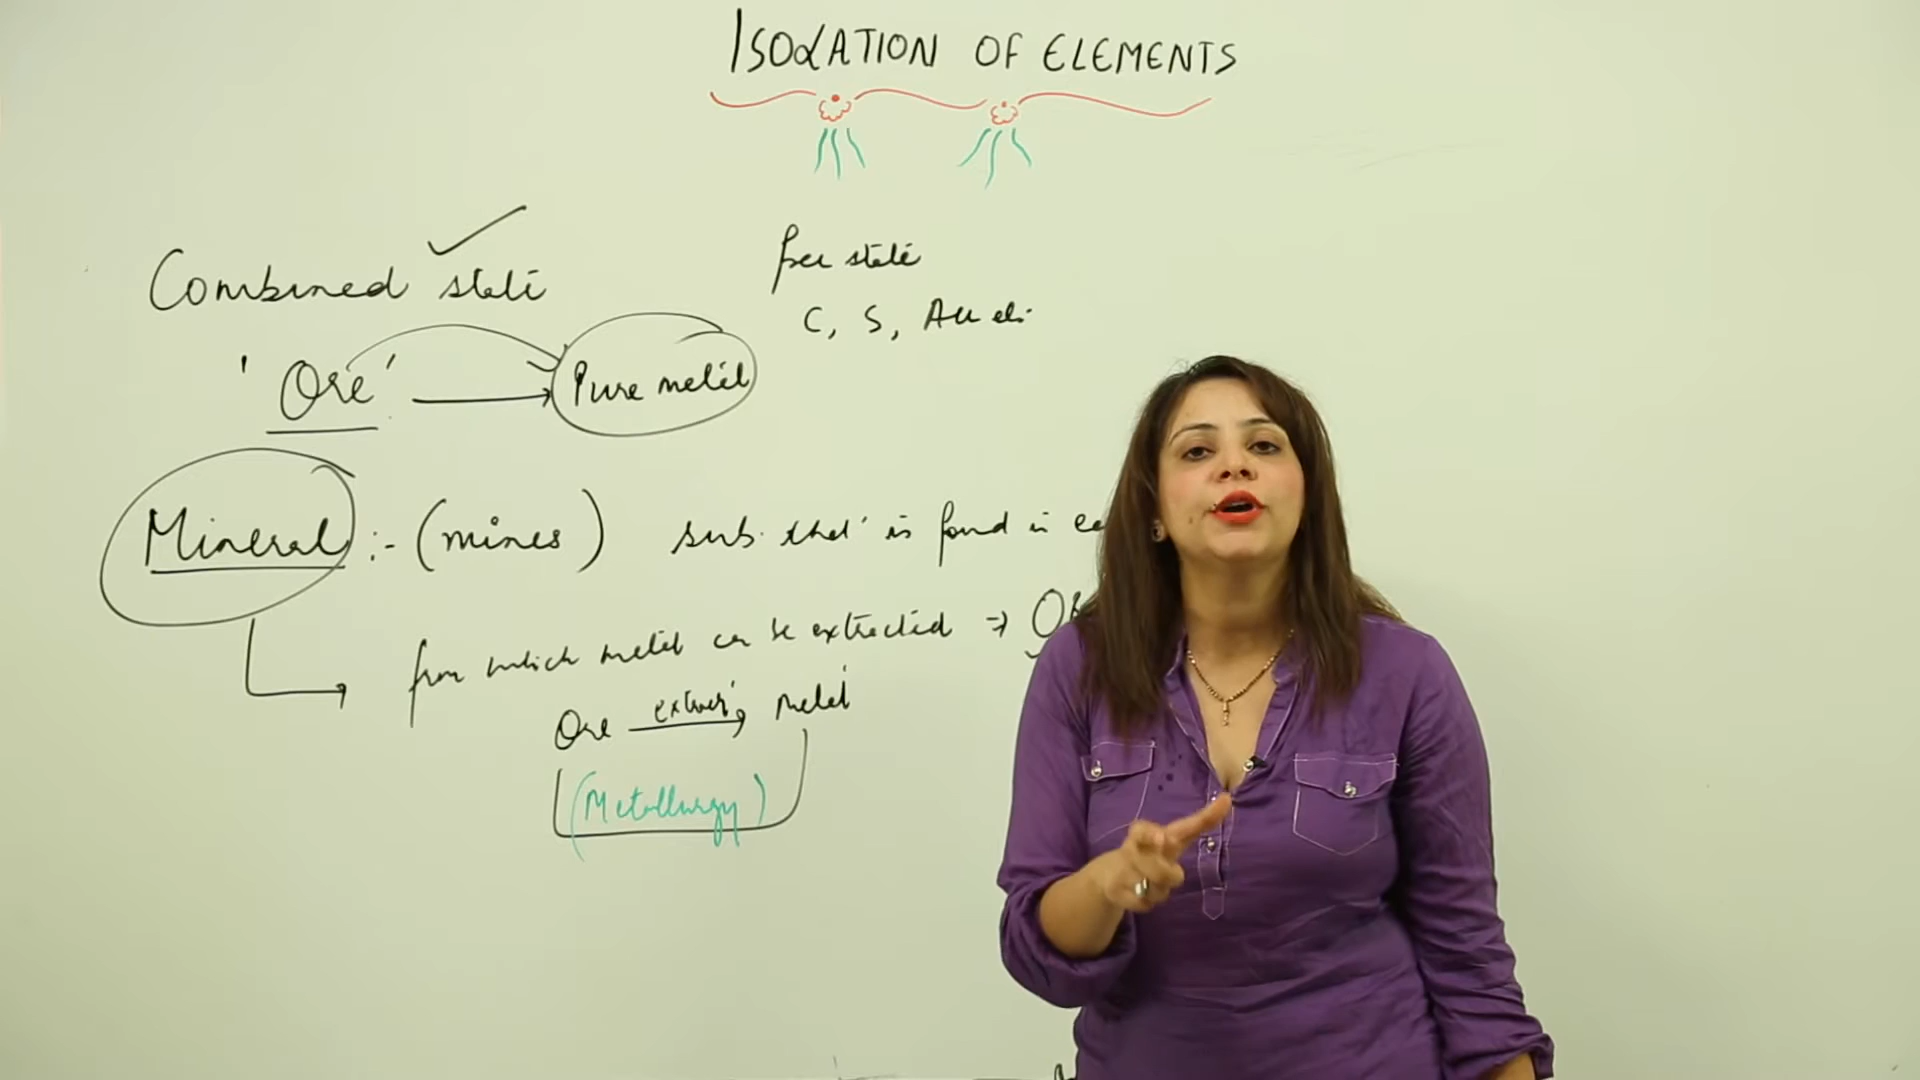 ISOLATION OF ELEMENTS
Combined state
free state
C, S, Au etc.
'Ore' → Pure metal
Mineral :- (mines) sub. that is found in
from which metal can be extracted ⇒
Ore → metal
(Metallurgy)